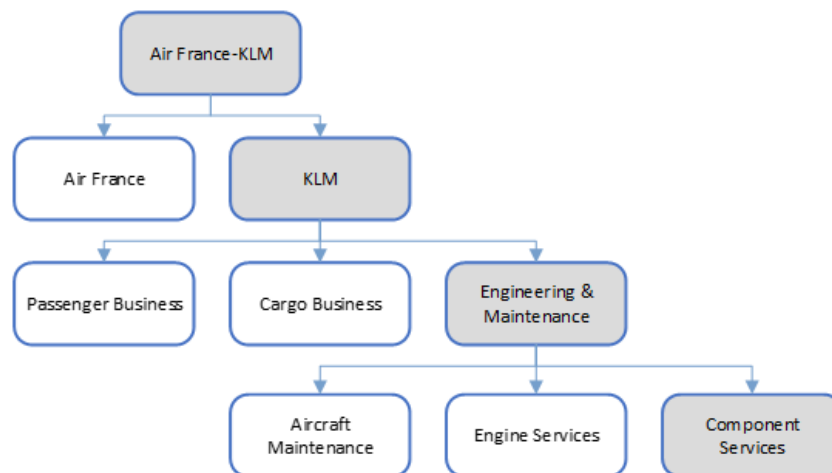 Air France-KLM
Air France
KLM
Passenger Business
Cargo Business
Engineering &
Maintenance
Aircraft
Maintenance
Engine Services
Component
Services